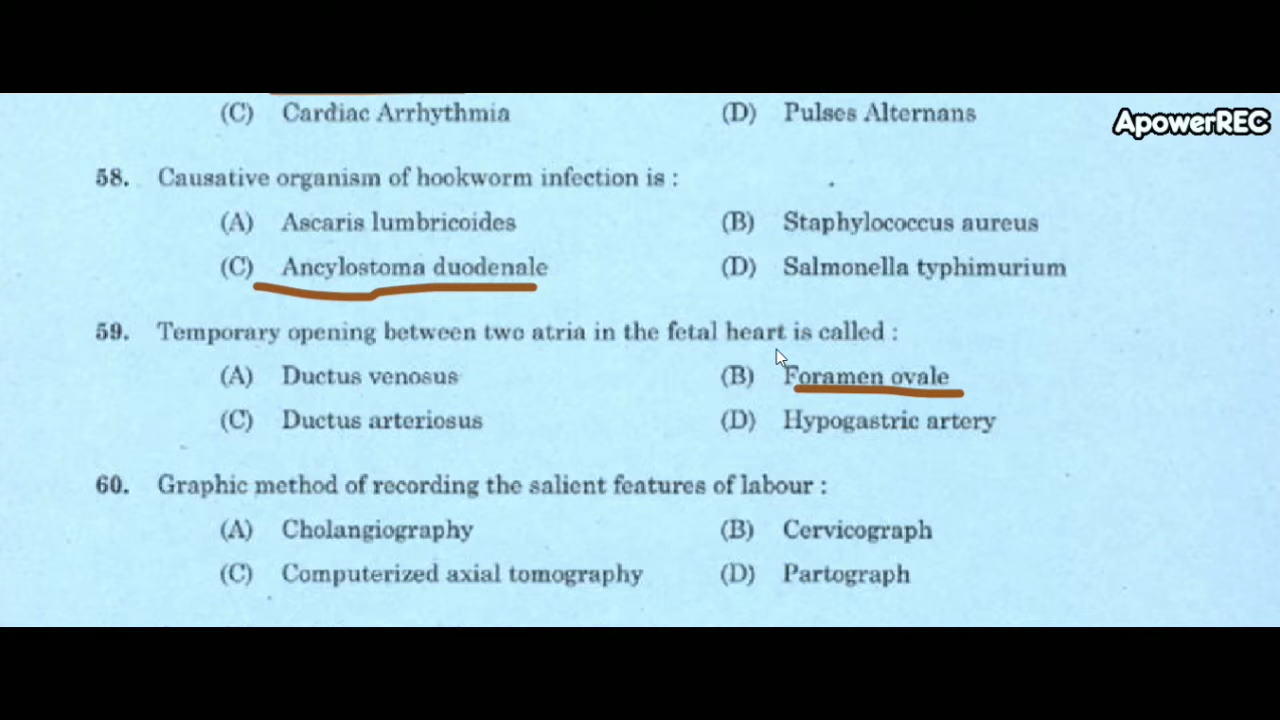 ApowerREC
(C) Cardiac Arrhythmia (D) Pulses Alternans
58. Causative organism of hookworm infection is :
(A) Ascaris lumbricoides (B) Staphylococcus aureus
(C) Ancylostoma duodenale (D) Salmonella typhimurium
59. Temporary opening between two atria in the fetal heart is called :
(A) Ductus venosus (B) Foramen ovale
(C) Ductus arteriosus (D) Hypogastric artery
60. Graphic method of recording the salient features of labour :
(A) Cholangiography (B) Cervicograph
(C) Computerized axial tomography (D) Partograph